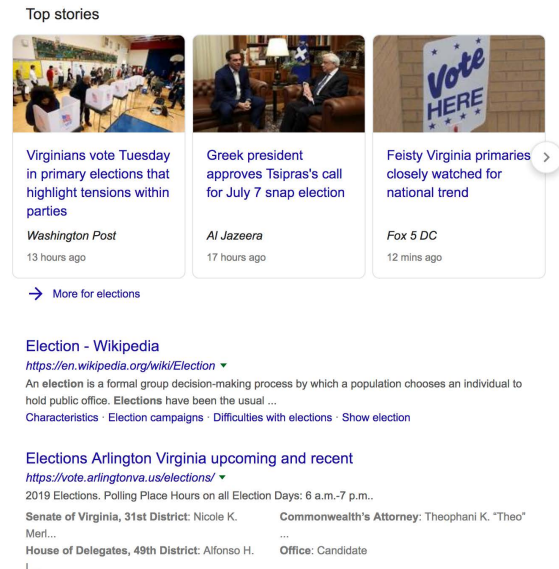 Top stories
Vote
HERE
Virginians vote Tuesday
in primary elections that
highlight tensions within
parties
Washington Post
13 hours ago
Greek president
approves Tsipras's call
for July 7 snap election
Al Jazeera
17 hours ago
Feisty Virginia primaries
closely watched for
national trend
Fox 5 DC
12 mins ago
More for elections
Election - Wikipedia
https://en.wikipedia.org/wiki/Election
An election is a formal group decision-making process by which a population chooses an individual to
hold public office. Elections have been the usual ...
Characteristics · Election campaigns · Difficulties with elections · Show election
Elections Arlington Virginia upcoming and recent
https://vote.arlingtonva.us/elections/
2019 Elections. Polling Place Hours on all Election Days: 6 a.m.-7 p.m..
Senate of Virginia, 31st District: Nicole K.
Merl...
Commonwealth's Attorney: Theophani K. “Theo”
...
House of Delegates, 49th District: Alfonso H.
Office: Candidate